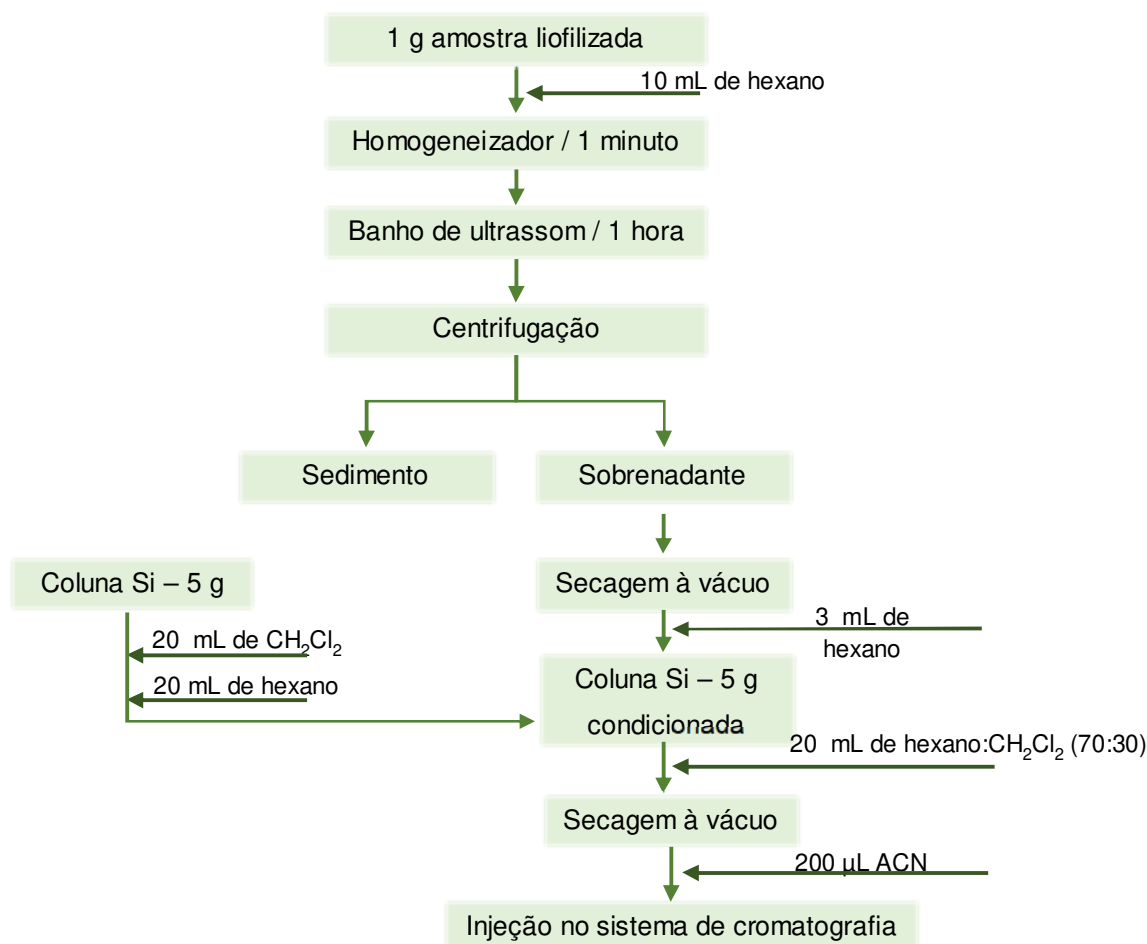 1 g amostra liofilizada
10 mL de hexano
Homogeneizador / 1 minuto
Banho de ultrassom / 1 hora
Centrifugação
Sedimento
Sobrenadante
Coluna Si – 5 g
Secagem à vácuo
20 mL de CH₂Cl₂
3 mL de
hexano
20 mL de hexano
Coluna Si – 5 g
condicionada
20 mL de hexano:CH₂Cl₂ (70:30)
Secagem à vácuo
200 µL ACN
Injeção no sistema de cromatografia